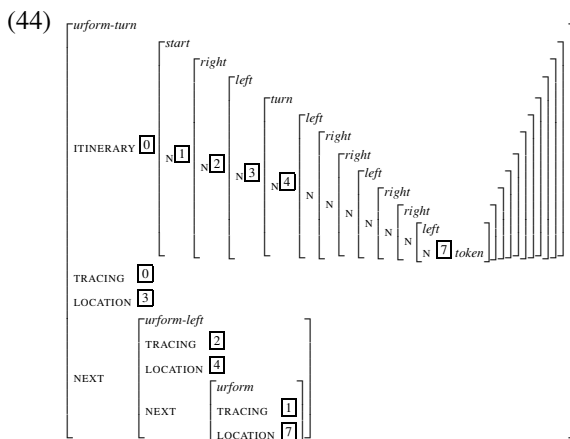 (44)
urform-turn
start
right
left
turn
left
right
ITINERARY 0 N 1 N 2 N 3 N 4 N N
right
N
left
N
right
N
right
N
left
N 7 token
TRACING 0
LOCATION 3
urform-left
TRACING 2
LOCATION 4
NEXT
urform
NEXT TRACING 1
LOCATION 7